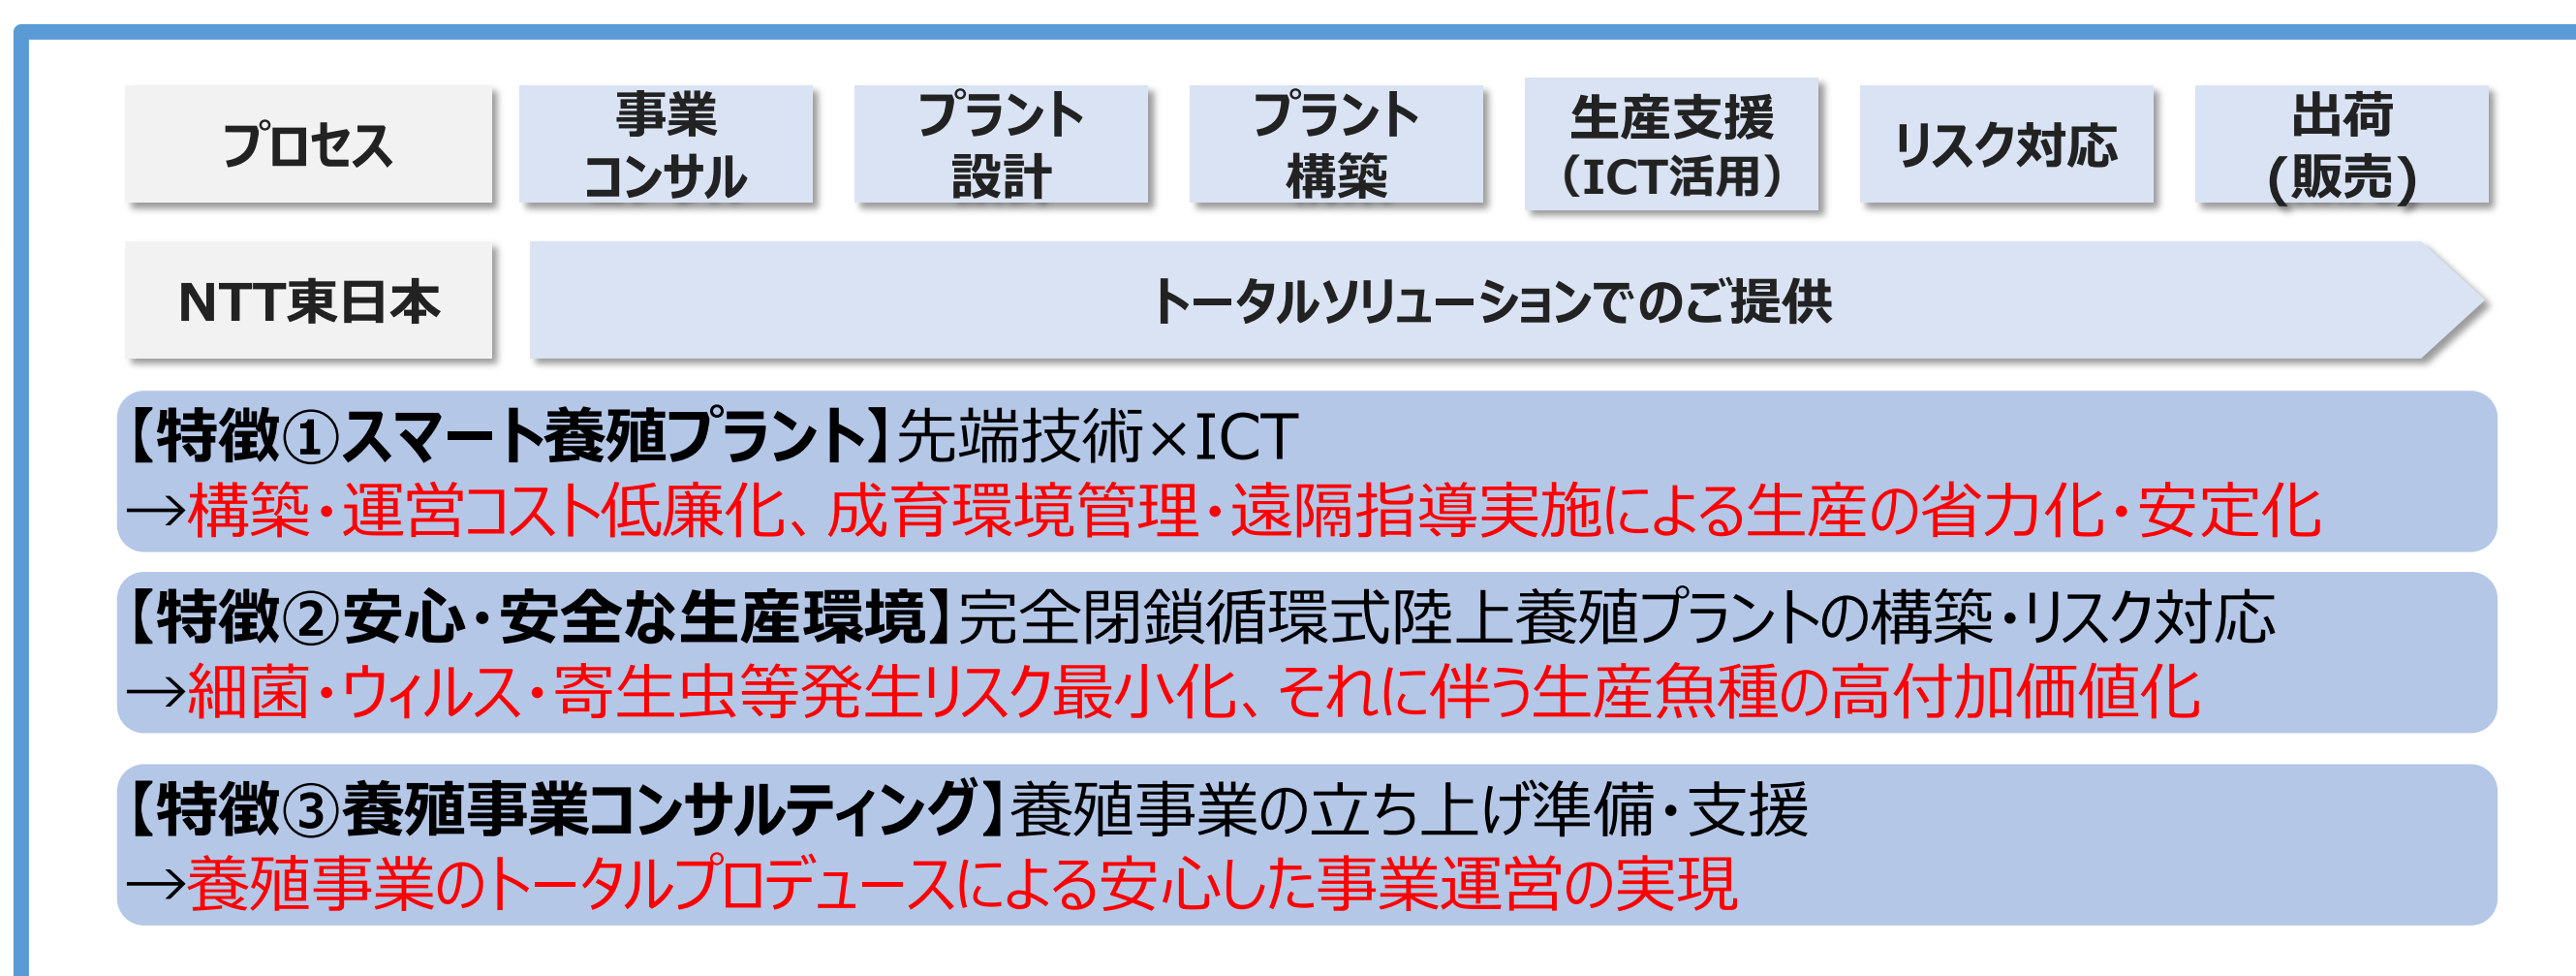 プロセス
事業
コンサル
プラント
設計
プラント
構築
生産支援
（ICT活用）
リスク対応
出荷
(販売)
NTT東日本
トータルソリューションでのご提供
【特徴①スマート養殖プラント】先端技術×ICT
→構築・運営コスト低廉化、成育環境管理・遠隔指導実施による生産の省力化・安定化
【特徴②安心・安全な生産環境】完全閉鎖循環式陸上養殖プラントの構築・リスク対応
→細菌・ウィルス・寄生虫等発生リスク最小化、それに伴う生産魚種の高付加価値化
【特徴③養殖事業コンサルティング】養殖事業の立ち上げ準備・支援
→養殖事業のトータルプロデュースによる安心した事業運営の実現